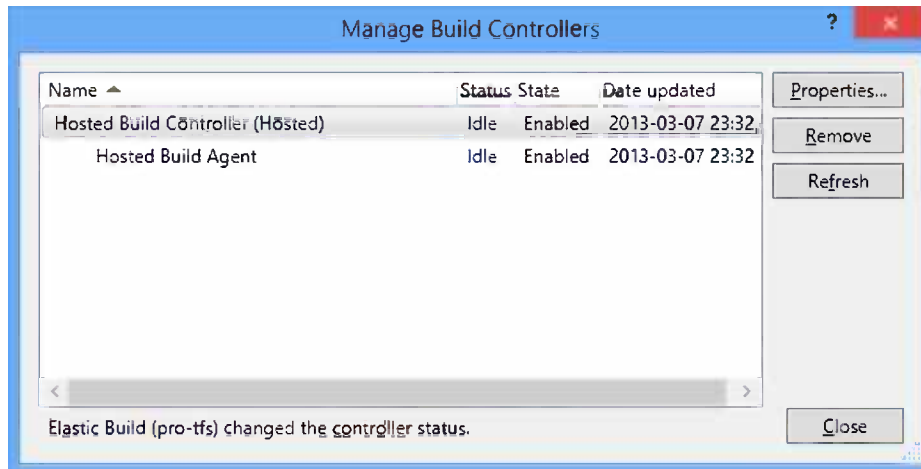 Manage Build Controllers
?
Name Status State Date updated
Hosted Build Controller (Hosted) Idle Enabled 2013-03-07 23:32
Hosted Build Agent Idle Enabled 2013-03-07 23:32
Properties...
Remove
Refresh
Elastic Build (pro-tfs) changed the controller status.
Close